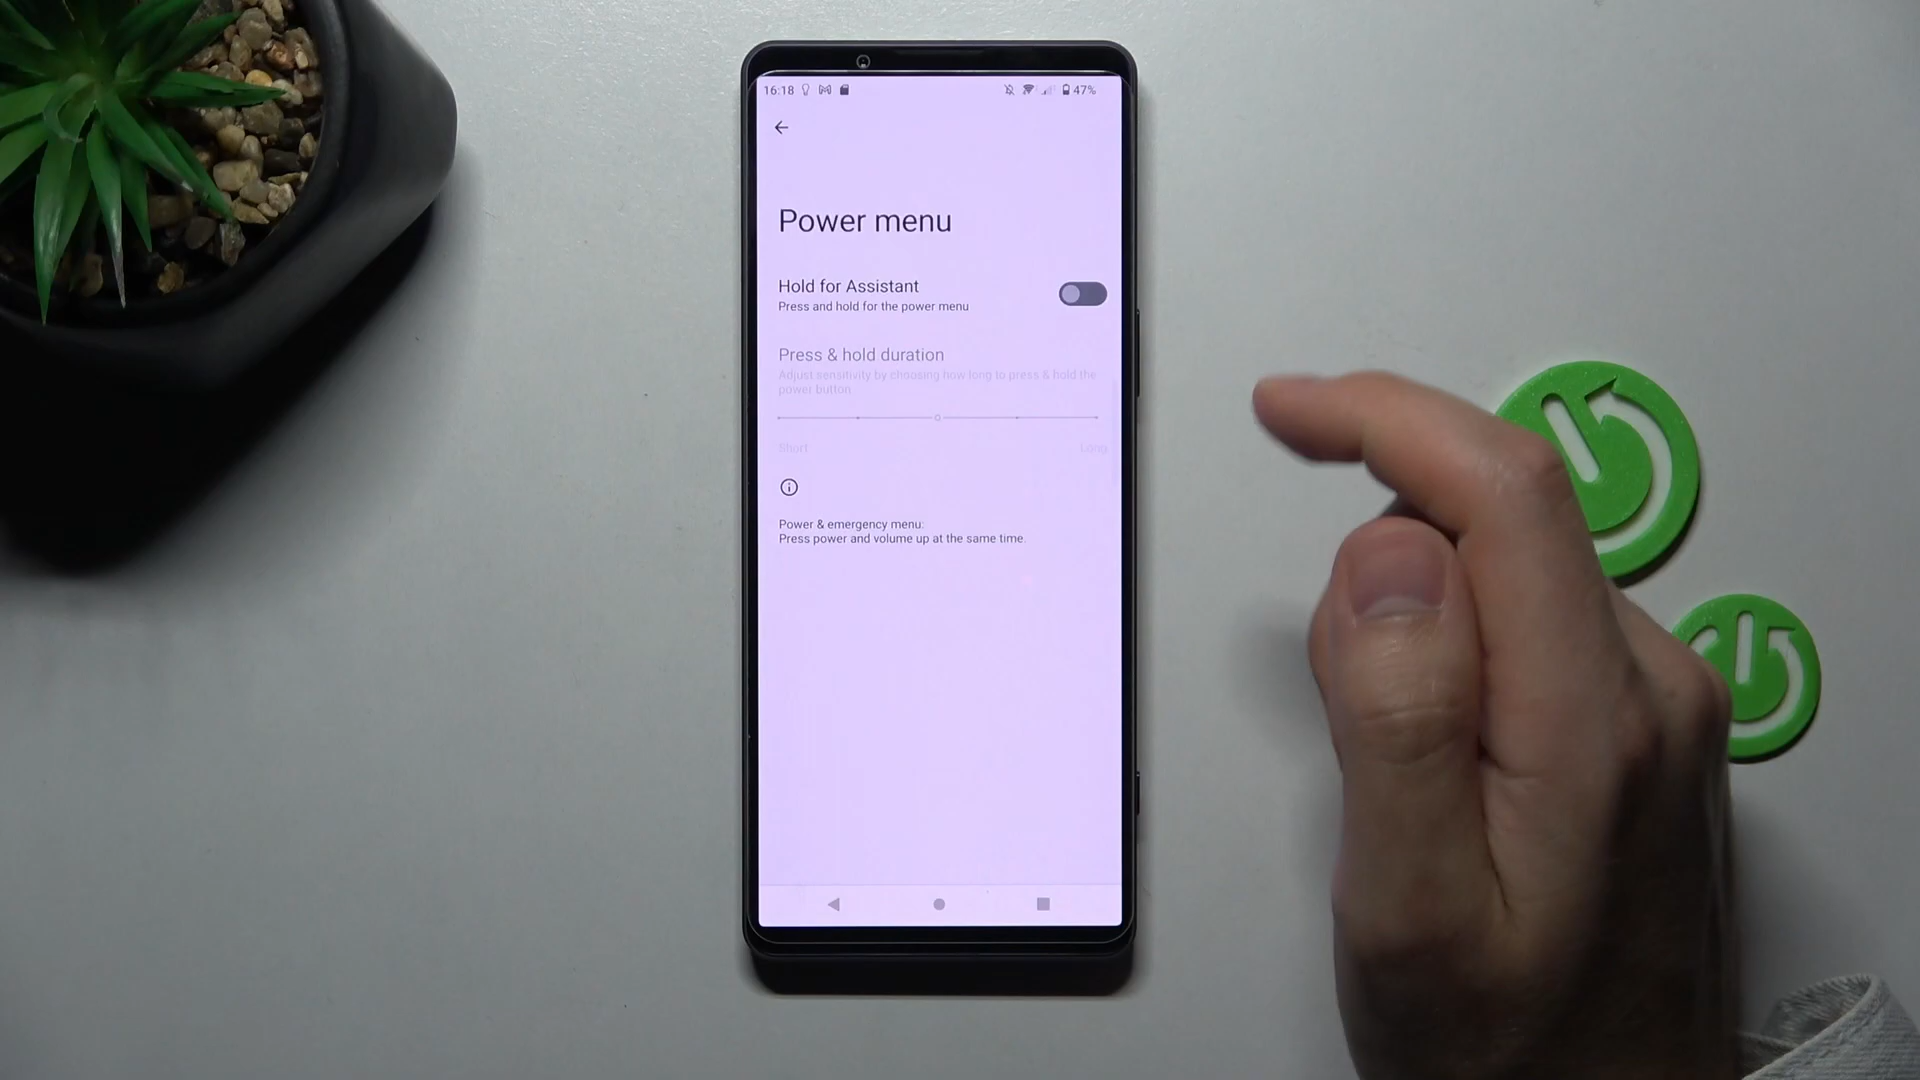 16:18
47%
Power menu
Hold for Assistant
Press and hold for the power menu
Press & hold duration
Adjust sensitivity by choosing how long to press & hold the
power button
Short
Long
Power & emergency menu:
Press power and volume up at the same time.